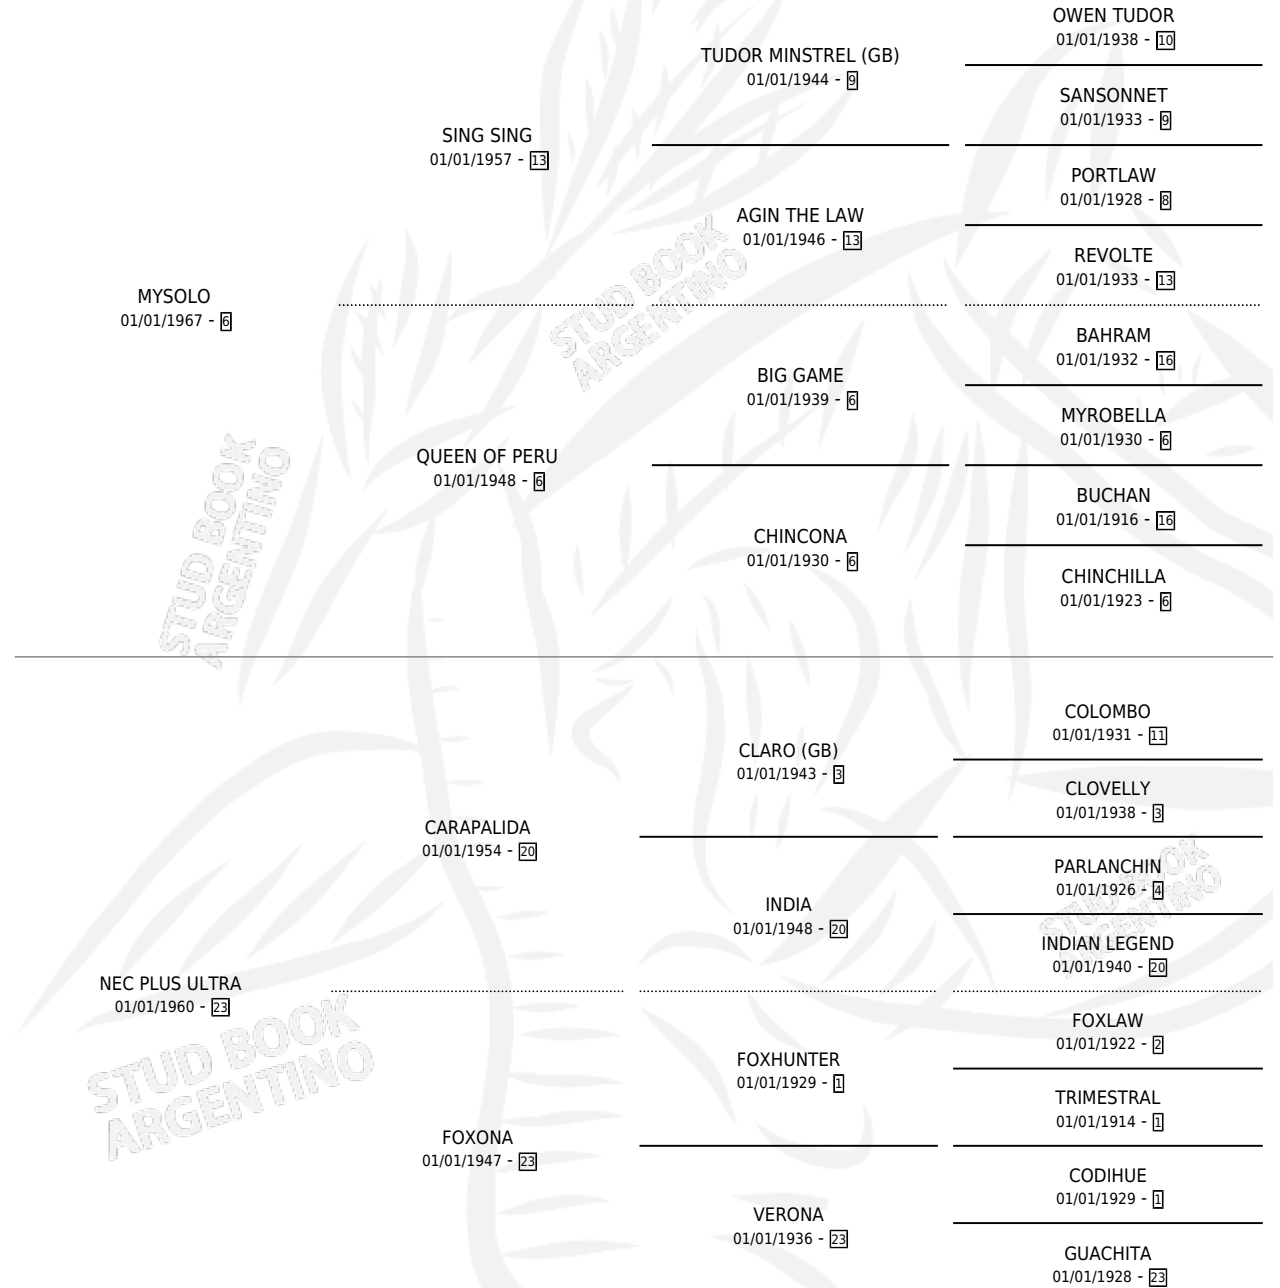 OWEN TUDOR
01/01/1938 - 10
TUDOR MINSTREL (GB)
01/01/1944 - 9
SANSONNET
01/01/1933 - 9
SING SING
01/01/1957 - 13
PORTLAW
01/01/1928 - 8
AGIN THE LAW
01/01/1946 - 13
REVOLTE
01/01/1933 - 13
MYSOLO
01/01/1967 - 6
BAHRAM
01/01/1932 - 16
BIG GAME
01/01/1939 - 6
MYROBELLA
01/01/1930 - 6
QUEEN OF PERU
01/01/1948 - 6
BUCHAN
01/01/1916 - 16
CHINCONA
01/01/1930 - 6
CHINCHILLA
01/01/1923 - 6
COLOMBO
01/01/1931 - 11
CLARO (GB)
01/01/1943 - 3
CLOVELLY
01/01/1938 - 3
CARAPALIDA
01/01/1954 - 20
PARLANCHIN
01/01/1926 - 4
INDIA
01/01/1948 - 20
INDIAN LEGEND
01/01/1940 - 20
NEC PLUS ULTRA
01/01/1960 - 23
FOXLAW
01/01/1922 - 2
FOXHUNTER
01/01/1929 - 1
TRIMESTRAL
01/01/1914 - 1
FOXONA
01/01/1947 - 23
CODIHUE
01/01/1929 - 1
VERONA
01/01/1936 - 23
GUACHITA
01/01/1928 - 23
STUD BOOK
ARGENTINO
STUD BOOK
ARGENTINO
STUD BOOK
ARGENTINO
STUD BOOK
ARGENTINO